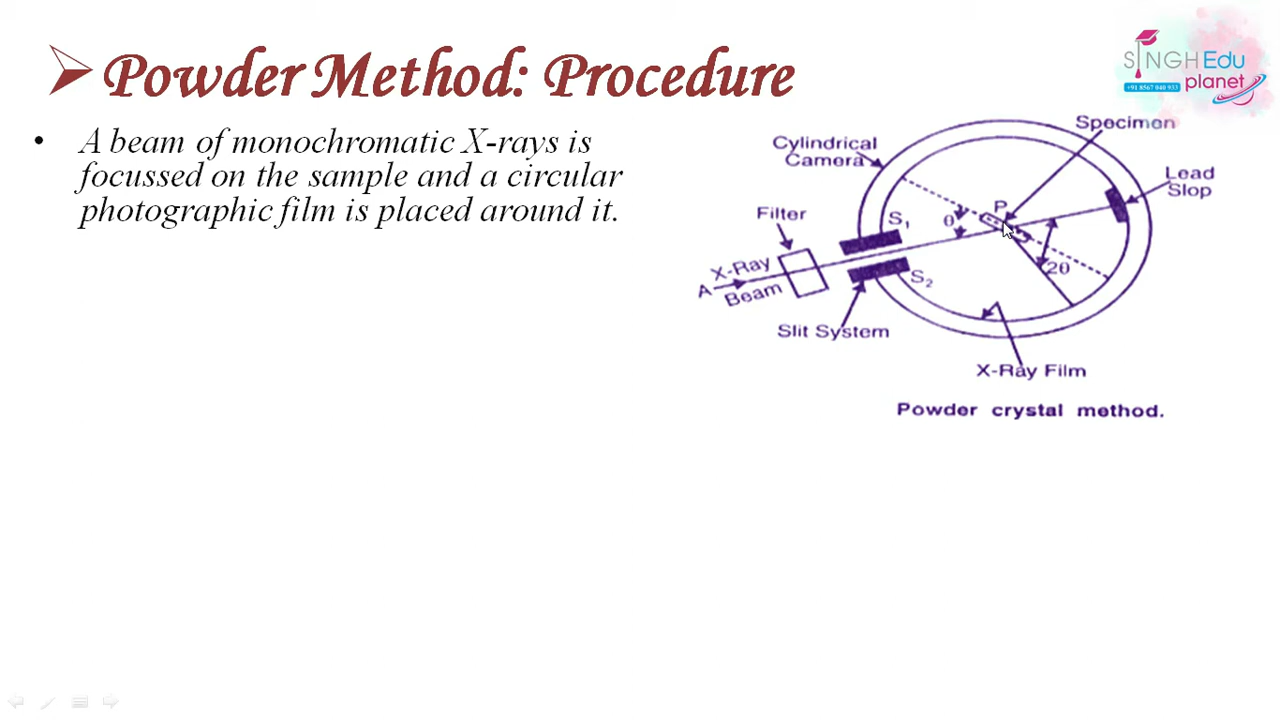 Powder Method: Procedure
SINGH Edu
planet
+91 8567 040 933
• A beam of monochromatic X-rays is
focussed on the sample and a circular
photographic film is placed around it.
Specimen
Cylindrical
Camera
Lead
Slop
Filter
S1
P
θ
X-Ray
A
Beam
2θ
S2
Slit System
X-Ray Film
Powder crystal method.